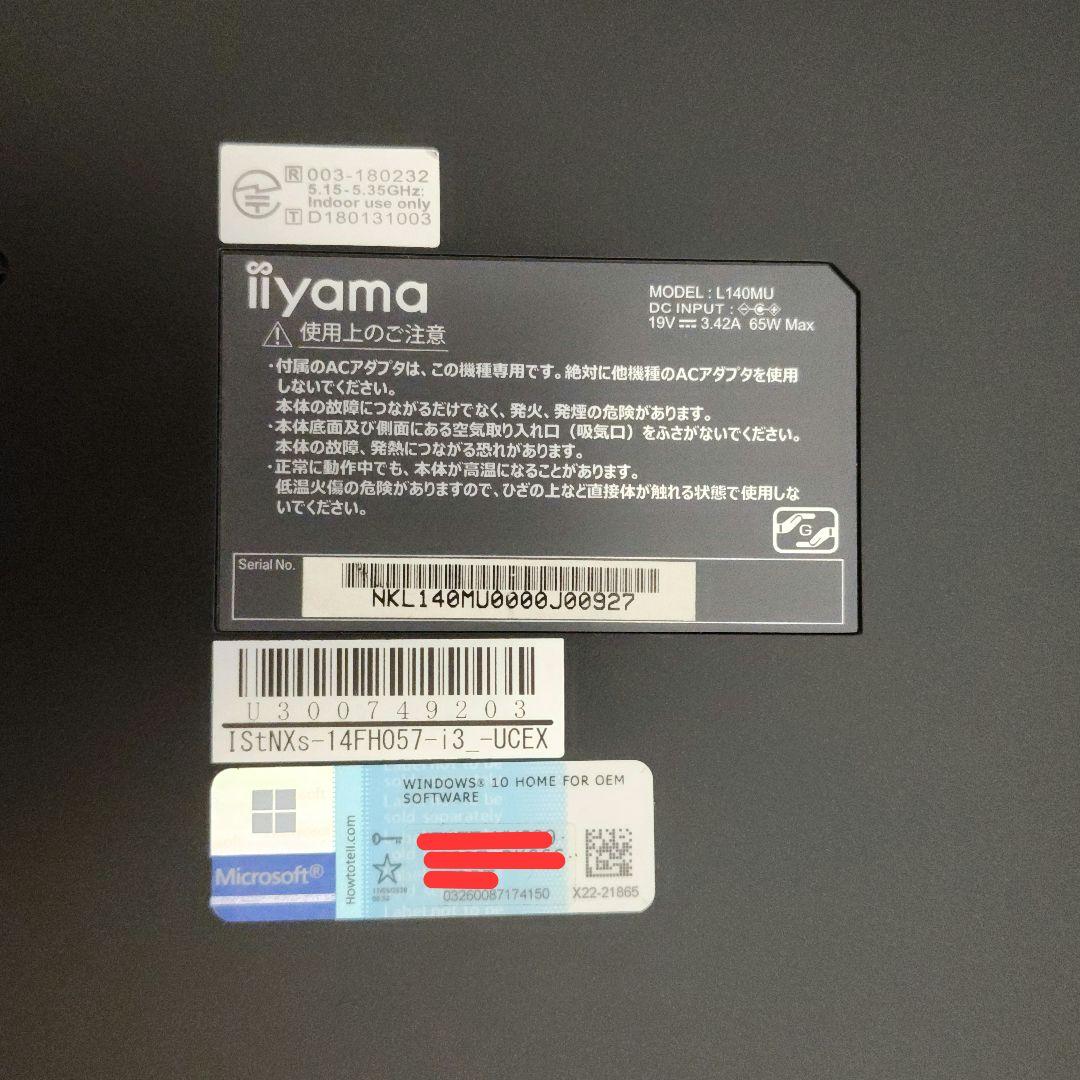 R 003-180232
5.15-5.35GHz:
Indoor use only
T D180131003
iiyama
MODEL : L140MU
DC INPUT :
19V 3.42A 65W Max
使用上のご注意
・付属のACアダプタは、この機種専用です。絶対に他機種のACアダプタを使用
しないでください。
本体の故障につながるだけでなく、発火、発煙の危険があります。
・本体底面及び側面にある空気取り入れ口（吸気口）をふさがないでください。
本体の故障、発熱につながる恐れがあります。
・正常に動作中でも、本体が高温になることがあります。
低温火傷の危険がありますので、ひざの上など直接体が触れる状態で使用しな
いでください。
G
Serial No.
NKL140MU0000J00927
U300749203
IStNXs-14FH057-i3_-UCEX
WINDOWS® 10 HOME FOR OEM
SOFTWARE
Microsoft®
Howtotell.com
sold separately
03260087174150
X22-21865
Label not to be